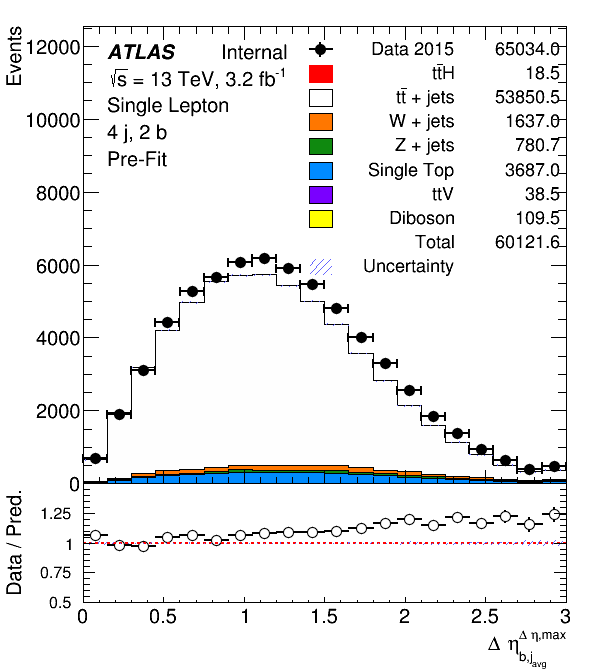 Events
12000
10000
8000
6000
4000
2000
0
ATLAS Internal
√s = 13 TeV, 3.2 fb⁻¹
Single Lepton
4 j, 2 b
Pre-Fit
Data 2015 65034.0
tt̄H 18.5
tt̄ + jets 53850.5
W + jets 1637.0
Z + jets 780.7
Single Top 3687.0
ttV 38.5
Diboson 109.5
Total 60121.6
Uncertainty
Data / Pred.
1.25
1
0.75
0.5
0 0.5 1 1.5 2 2.5 3
Δ η b,j avg Δ η,max